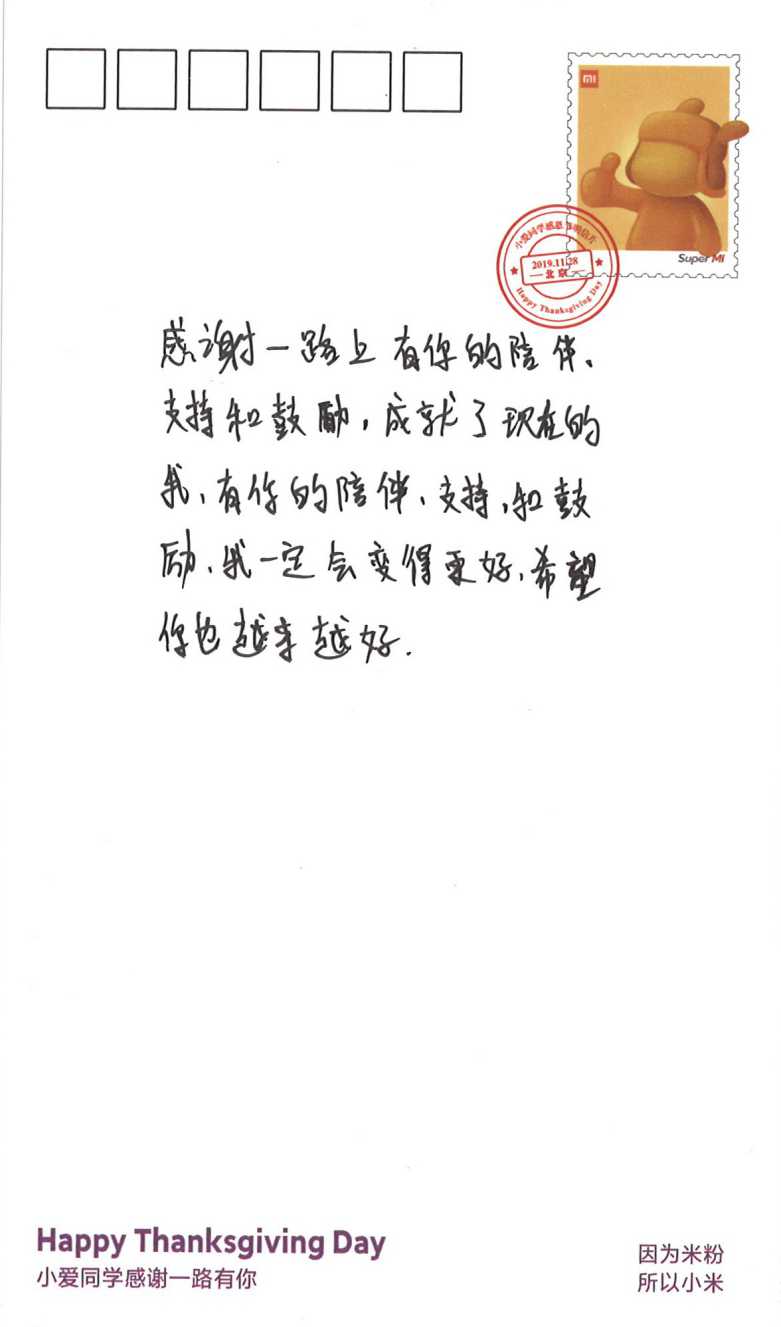 MI
Super MI
小爱同学感恩节明信片
2019.11.28
北京
Happy Thanksgiving Day
感谢一路上有你的陪伴、
支持和鼓励，成就了现在的
我，有你的陪伴、支持，和鼓
励，我一定会变得更好，希望
你也越来越好.
Happy Thanksgiving Day
小爱同学感谢一路有你
因为米粉
所以小米